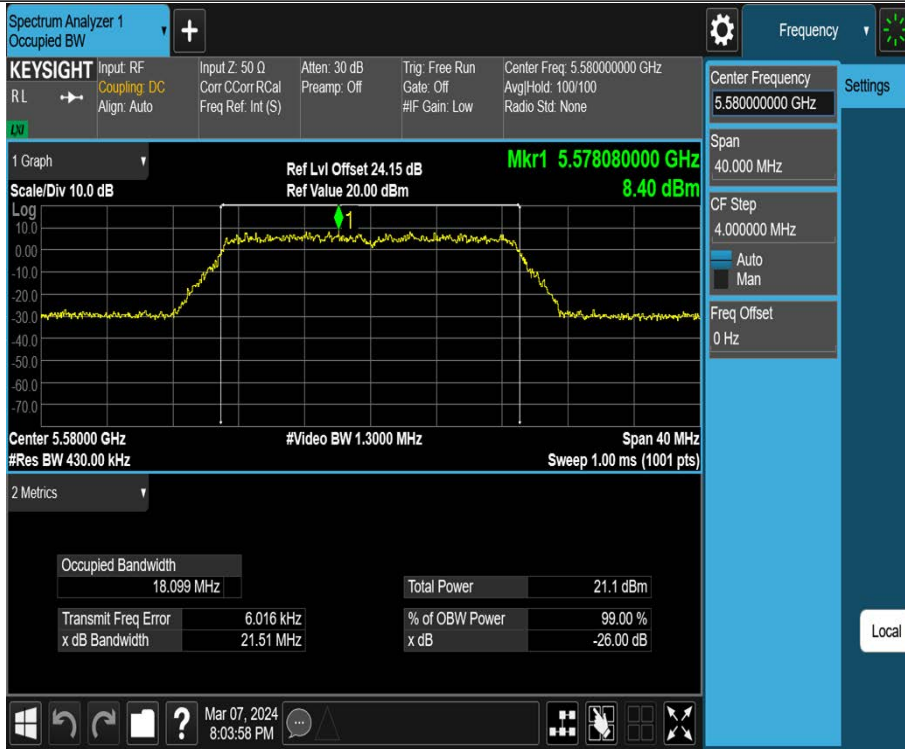 Spectrum Analyzer 1
Occupied BW
+
Frequency
KEYSIGHT
R L
LXI
Input: RF
Coupling: DC
Align: Auto
Input Z: 50 Ω
Corr CCorr RCal
Freq Ref: Int (S)
Atten: 30 dB
Preamp: Off
Trig: Free Run
Gate: Off
#IF Gain: Low
Center Freq: 5.580000000 GHz
Avg|Hold: 100/100
Radio Std: None
Center Frequency
5.580000000 GHz
Settings
Span
40.000 MHz
CF Step
4.000000 MHz
Auto
Man
Freq Offset
0 Hz
Local
1 Graph
Scale/Div 10.0 dB
Ref Lvl Offset 24.15 dB
Ref Value 20.00 dBm
Mkr1 5.578080000 GHz
8.40 dBm
Log
10.0
0.00
-10.0
-20.0
-30.0
-40.0
-50.0
-60.0
-70.0
1
Center 5.58000 GHz
#Res BW 430.00 kHz
#Video BW 1.3000 MHz
Span 40 MHz
Sweep 1.00 ms (1001 pts)
2 Metrics
Occupied Bandwidth
18.099 MHz
Total Power 21.1 dBm
Transmit Freq Error 6.016 kHz
% of OBW Power 99.00 %
x dB Bandwidth 21.51 MHz
x dB -26.00 dB
?
Mar 07, 2024
8:03:58 PM